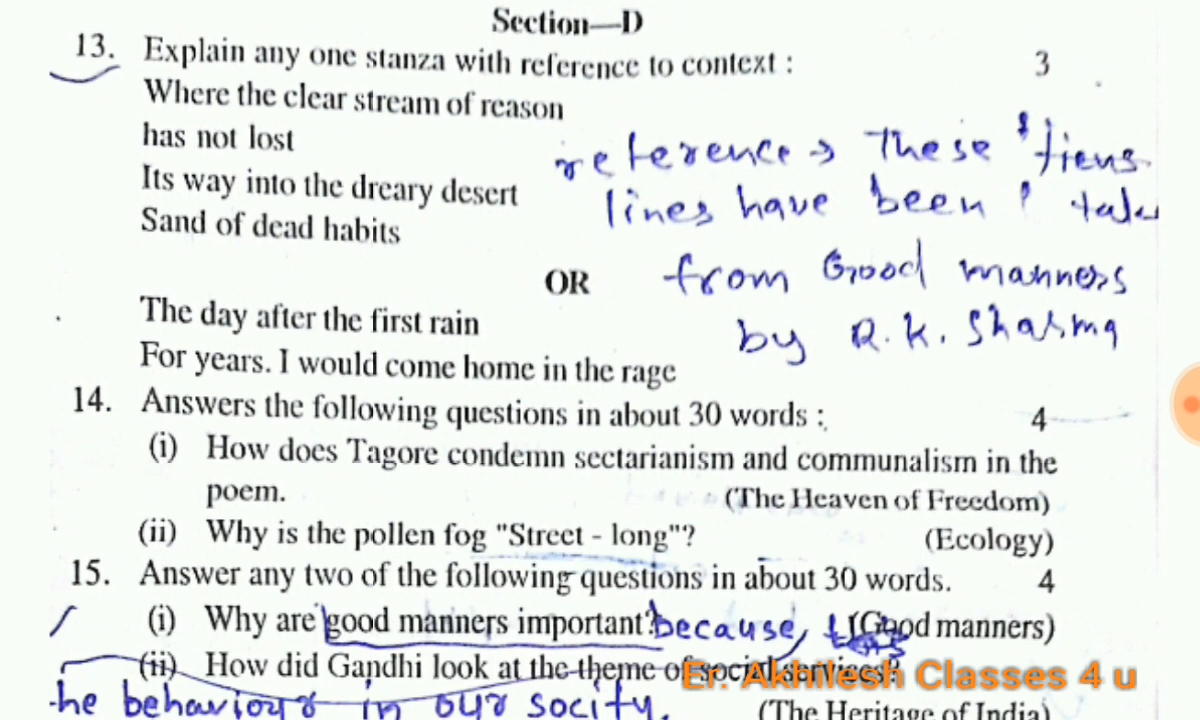 Section—D
13. Explain any one stanza with reference to context : 3
Where the clear stream of reason
has not lost
Its way into the dreary desert
Sand of dead habits
reference → These
lines have been
from Good manners
by R.K. Sharma
OR
The day after the first rain
For years. I would come home in the rage
14. Answers the following questions in about 30 words : 4
(i) How does Tagore condemn sectarianism and communalism in the
poem. (The Heaven of Freedom)
(ii) Why is the pollen fog "Street - long"? (Ecology)
15. Answer any two of the following questions in about 30 words. 4
(i) Why are good manners important? because, (Good manners)
(ii) How did Gandhi look at the theme of social services?
Er. Akhilesh Classes 4 u
he behaviours in our socity.
(The Heritage of India)